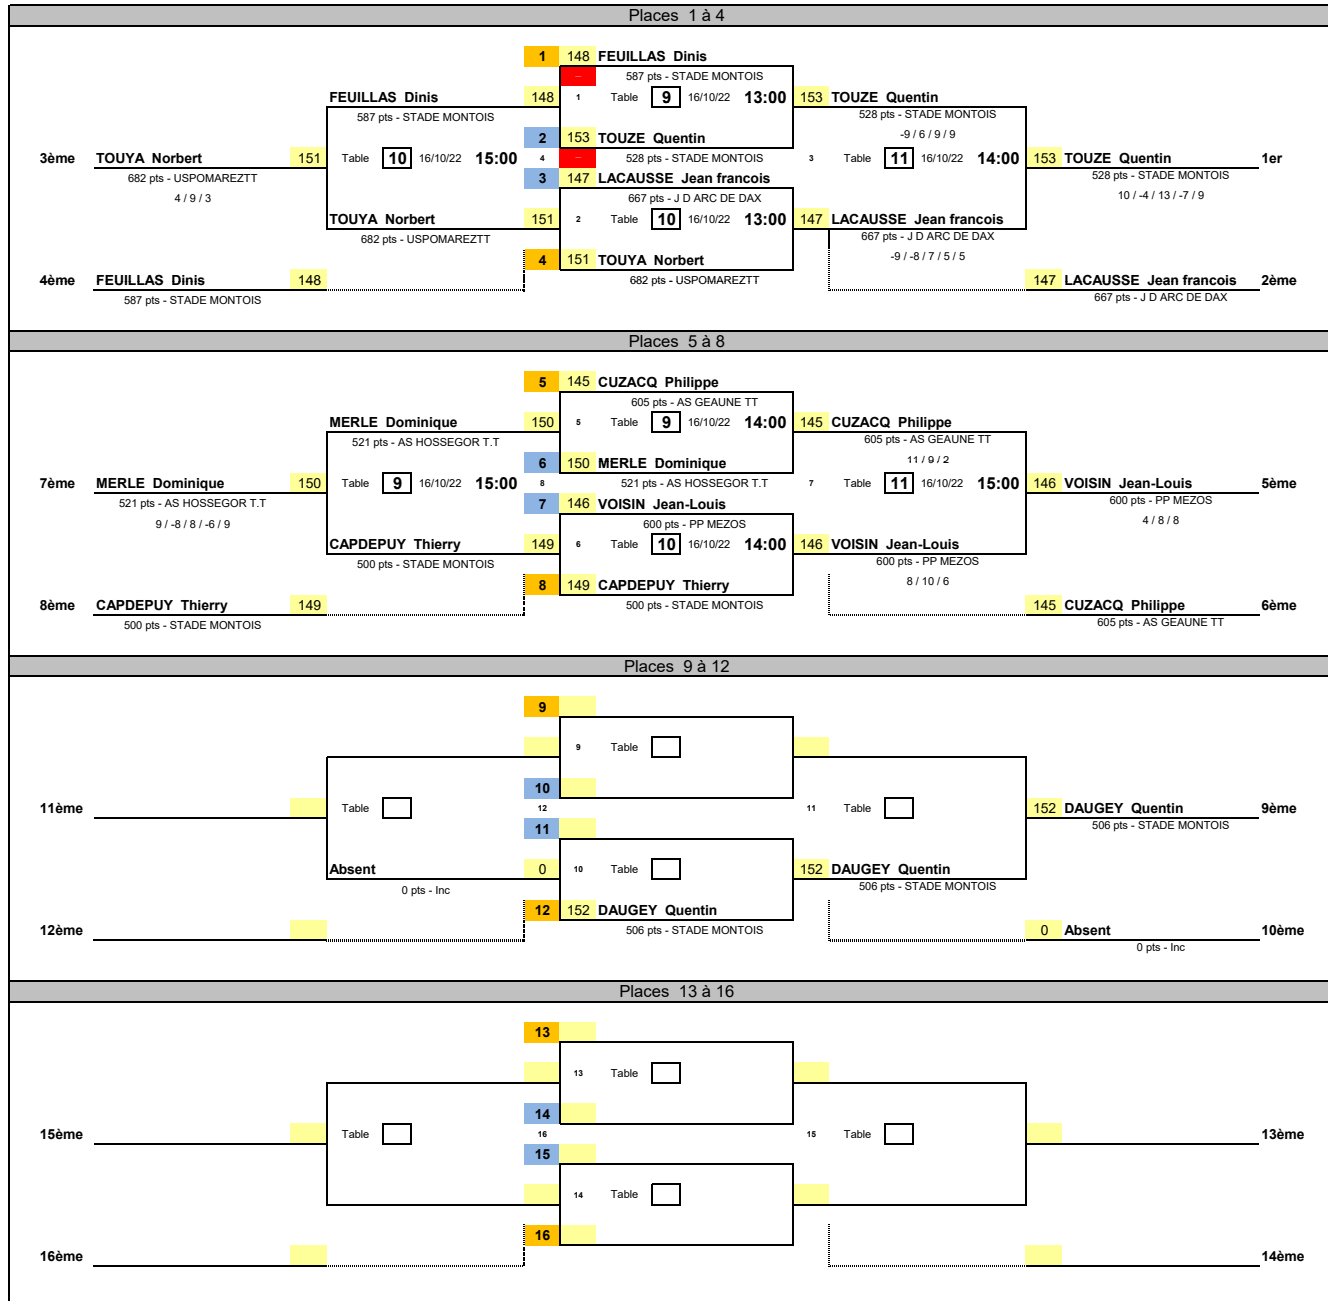 Places 1 à 4
1 148 FEUILLAS Dinis
587 pts - STADE MONTOIS
FEUILLAS Dinis 148 1 Table 9 16/10/22 13:00 153 TOUZE Quentin
587 pts - STADE MONTOIS 528 pts - STADE MONTOIS
2 153 TOUZE Quentin -9 / 6 / 9 / 9
3ème TOUYA Norbert 151 Table 10 16/10/22 15:00 4 528 pts - STADE MONTOIS 3 Table 11 16/10/22 14:00 153 TOUZE Quentin 1er
682 pts - USPOMAREZTT 3 147 LACAUSSE Jean francois 528 pts - STADE MONTOIS
4 / 9 / 3 667 pts - J D ARC DE DAX 10 / -4 / 13 / -7 / 9
TOUYA Norbert 151 2 Table 10 16/10/22 13:00 147 LACAUSSE Jean francois
682 pts - USPOMAREZTT 667 pts - J D ARC DE DAX
4 151 TOUYA Norbert -9 / -8 / 7 / 5 / 5
4ème FEUILLAS Dinis 148 682 pts - USPOMAREZTT 147 LACAUSSE Jean francois 2ème
587 pts - STADE MONTOIS 667 pts - J D ARC DE DAX
Places 5 à 8
5 145 CUZACQ Philippe
605 pts - AS GEAUNE TT
MERLE Dominique 150 5 Table 9 16/10/22 14:00 145 CUZACQ Philippe
521 pts - AS HOSSEGOR T.T 605 pts - AS GEAUNE TT
6 150 MERLE Dominique 11 / 9 / 2
7ème MERLE Dominique 150 Table 9 16/10/22 15:00 8 521 pts - AS HOSSEGOR T.T 7 Table 11 16/10/22 15:00 146 VOISIN Jean-Louis 5ème
521 pts - AS HOSSEGOR T.T 7 146 VOISIN Jean-Louis 600 pts - PP MEZOS
9 / -8 / 8 / -6 / 9 600 pts - PP MEZOS 4 / 8 / 8
CAPDEPUY Thierry 149 6 Table 10 16/10/22 14:00 146 VOISIN Jean-Louis
500 pts - STADE MONTOIS 600 pts - PP MEZOS
8 149 CAPDEPUY Thierry 8 / 10 / 6
8ème CAPDEPUY Thierry 149 500 pts - STADE MONTOIS 145 CUZACQ Philippe 6ème
500 pts - STADE MONTOIS 605 pts - AS GEAUNE TT
Places 9 à 12
9
9 Table
10
11ème Table 12 11 Table 152 DAUGEY Quentin 9ème
11 506 pts - STADE MONTOIS
Absent 0 10 Table 152 DAUGEY Quentin
0 pts - Inc 506 pts - STADE MONTOIS
12 152 DAUGEY Quentin
12ème 506 pts - STADE MONTOIS 0 Absent 10ème
0 pts - Inc
Places 13 à 16
13
13 Table
14
15ème Table 16 15 Table 13ème
15
14 Table
16
16ème 14ème